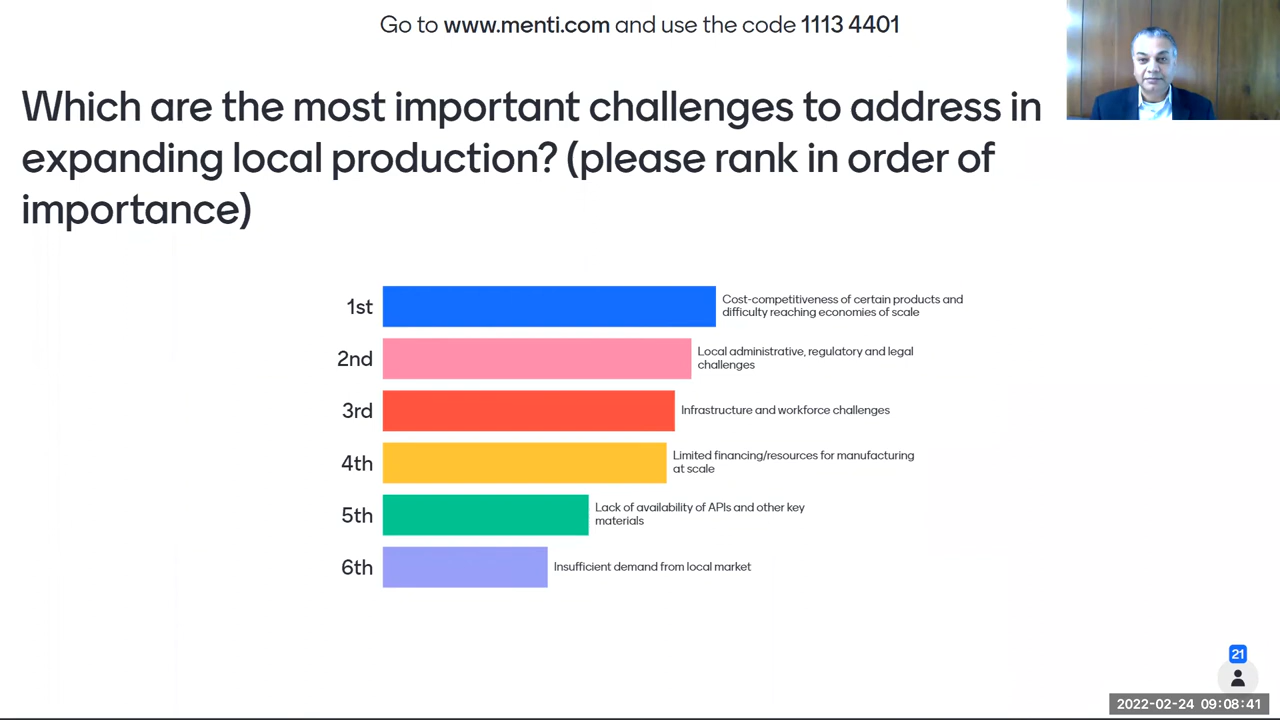 Go to www.menti.com and use the code 1113 4401
Which are the most important challenges to address in
expanding local production? (please rank in order of
importance)
1st
Cost-competitiveness of certain products and
difficulty reaching economies of scale
2nd
Local administrative, regulatory and legal
challenges
3rd
Infrastructure and workforce challenges
4th
Limited financing/resources for manufacturing
at scale
5th
Lack of availability of APIs and other key
materials
6th
Insufficient demand from local market
21
2022-02-24 09:08:41